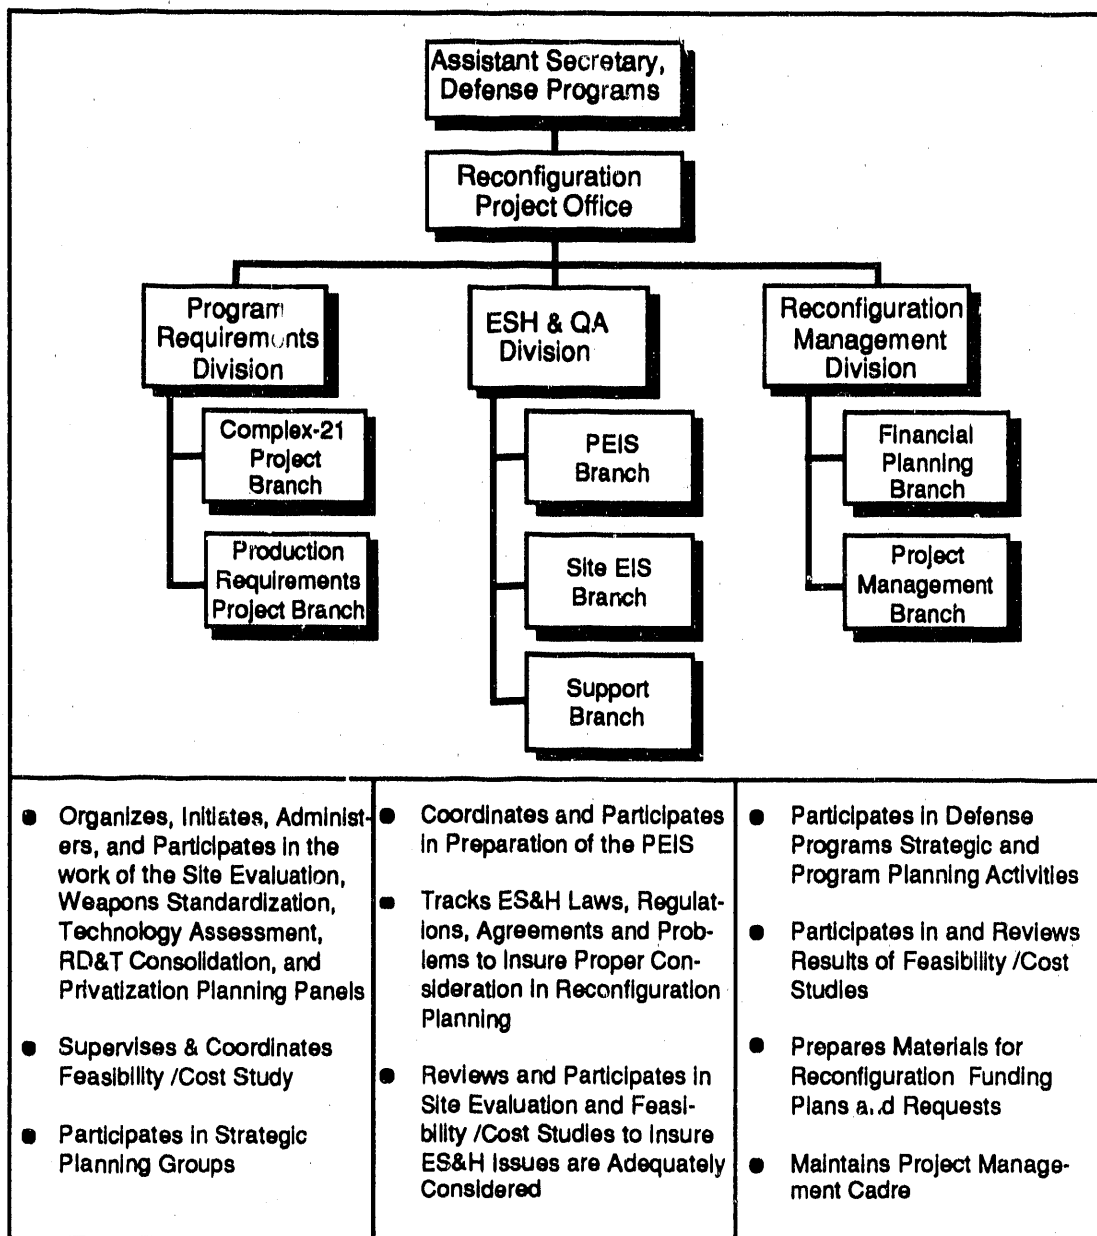 Assistant Secretary,
Defense Programs
Reconfiguration
Project Office
Program
Requirements
Division
ESH & QA
Division
Reconfiguration
Management
Division
Complex-21
Project
Branch
PEIS
Branch
Financial
Planning
Branch
Production
Requirements
Project Branch
Site EIS
Branch
Project
Management
Branch
Support
Branch
● Organizes, Initiates, Administ-
ers, and Participates in the
work of the Site Evaluation,
Weapons Standardization,
Technology Assessment,
RD&T Consolidation, and
Privatization Planning Panels
● Supervises & Coordinates
Feasibility /Cost Study
● Participates in Strategic
Planning Groups
● Coordinates and Participates
in Preparation of the PEIS
● Tracks ES&H Laws, Regulat-
ions, Agreements and Prob-
lems to Insure Proper Con-
sideration in Reconfiguration
Planning
● Reviews and Participates in
Site Evaluation and Feasi-
bility /Cost Studies to Insure
ES&H Issues are Adequately
Considered
● Participates in Defense
Programs Strategic and
Program Planning Activities
● Participates in and Reviews
Results of Feasibility /Cost
Studies
● Prepares Materials for
Reconfiguration Funding
Plans and Requests
● Maintains Project Manage-
ment Cadre